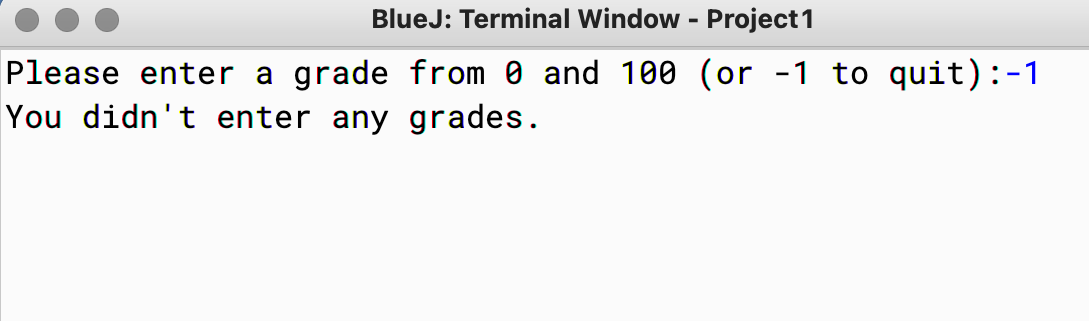 BlueJ: Terminal Window - Project1
Please enter a grade from 0 and 100 (or -1 to quit):-1
You didn't enter any grades.